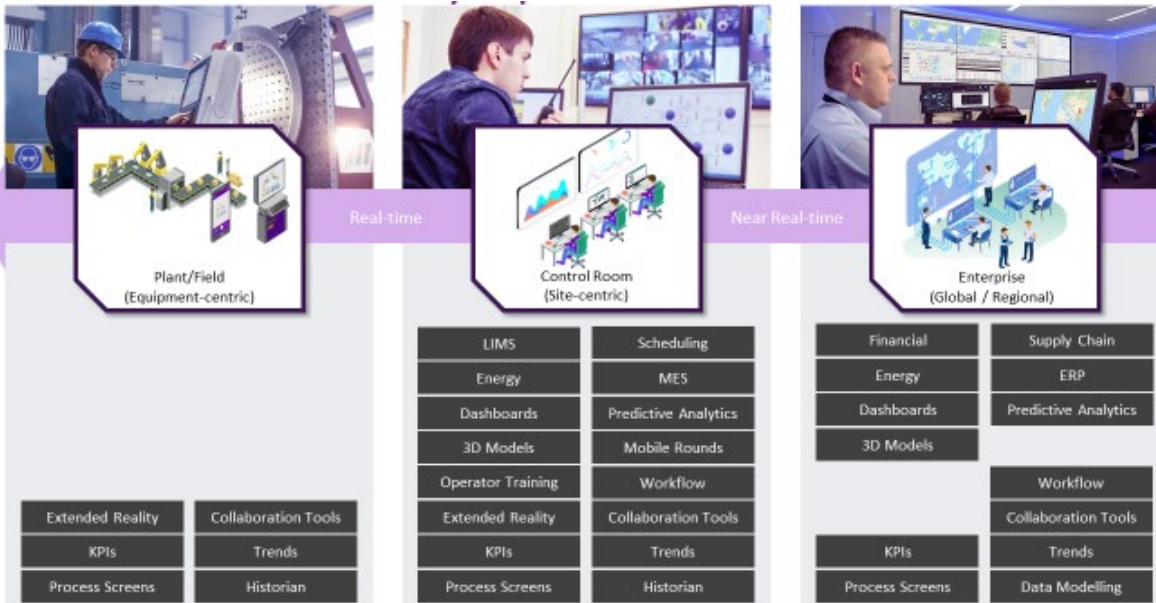 Real-time
Near Real-time
Plant/Field
(Equipment-centric)
Control Room
(Site-centric)
Enterprise
(Global / Regional)
Extended Reality
Collaboration Tools
KPIs
Trends
Process Screens
Historian
LIMS
Scheduling
Energy
MES
Dashboards
Predictive Analytics
3D Models
Mobile Rounds
Operator Training
Workflow
Extended Reality
Collaboration Tools
KPIs
Trends
Process Screens
Historian
Financial
Supply Chain
Energy
ERP
Dashboards
Predictive Analytics
3D Models
Workflow
Collaboration Tools
KPIs
Trends
Process Screens
Data Modelling